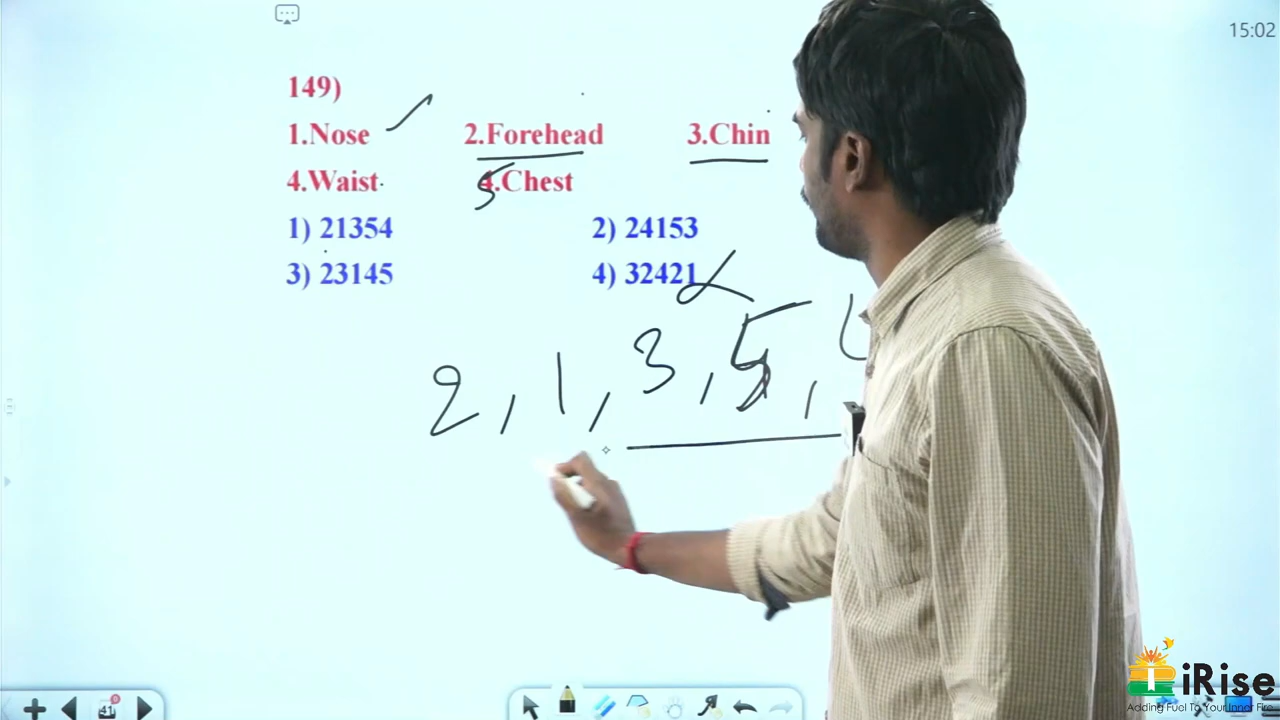 15:02
149)
1.Nose 2.Forehead 3.Chin
4.Waist 5.Chest
1) 21354 2) 24153
3) 23145 4) 32421
2, 1, 3, 5,
41
iRise
Adding Fuel To Your Inner Fire